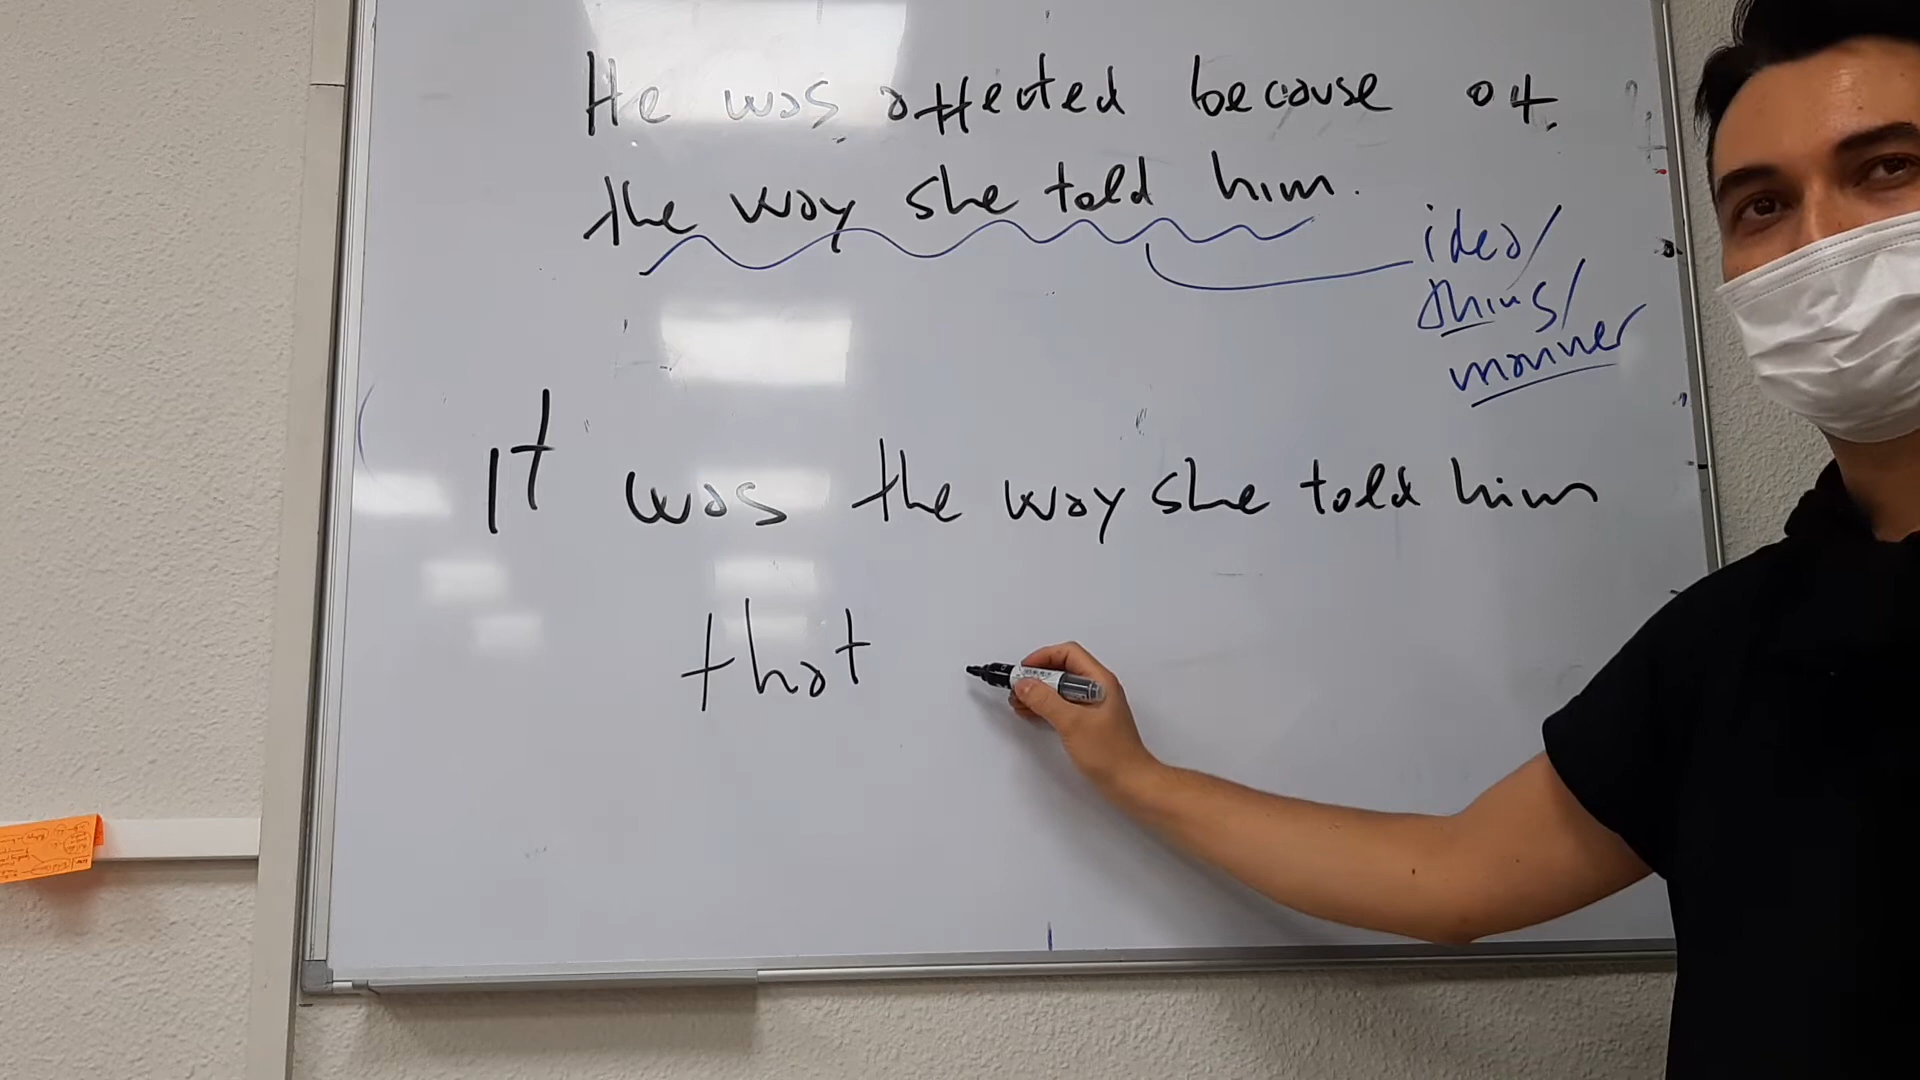 He was affected because of
the way she told him.
idea/
thing/
manner
It was the way she told him
that